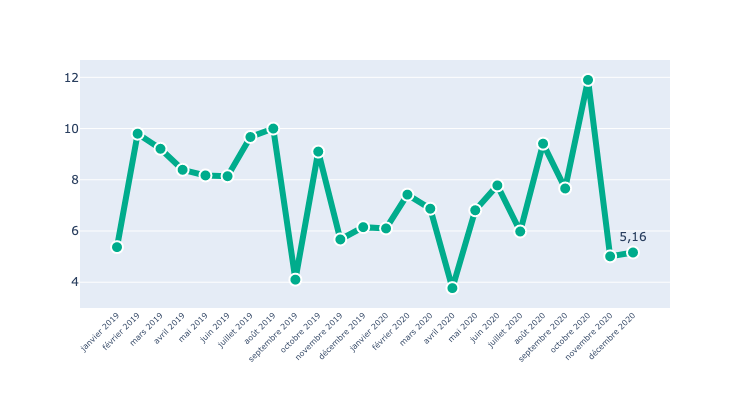 12
10
8
6
4
5,16
janvier 2019
février 2019
mars 2019
avril 2019
mai 2019
juin 2019
juillet 2019
août 2019
septembre 2019
octobre 2019
novembre 2019
décembre 2019
janvier 2020
février 2020
mars 2020
avril 2020
mai 2020
juin 2020
juillet 2020
août 2020
septembre 2020
octobre 2020
novembre 2020
décembre 2020